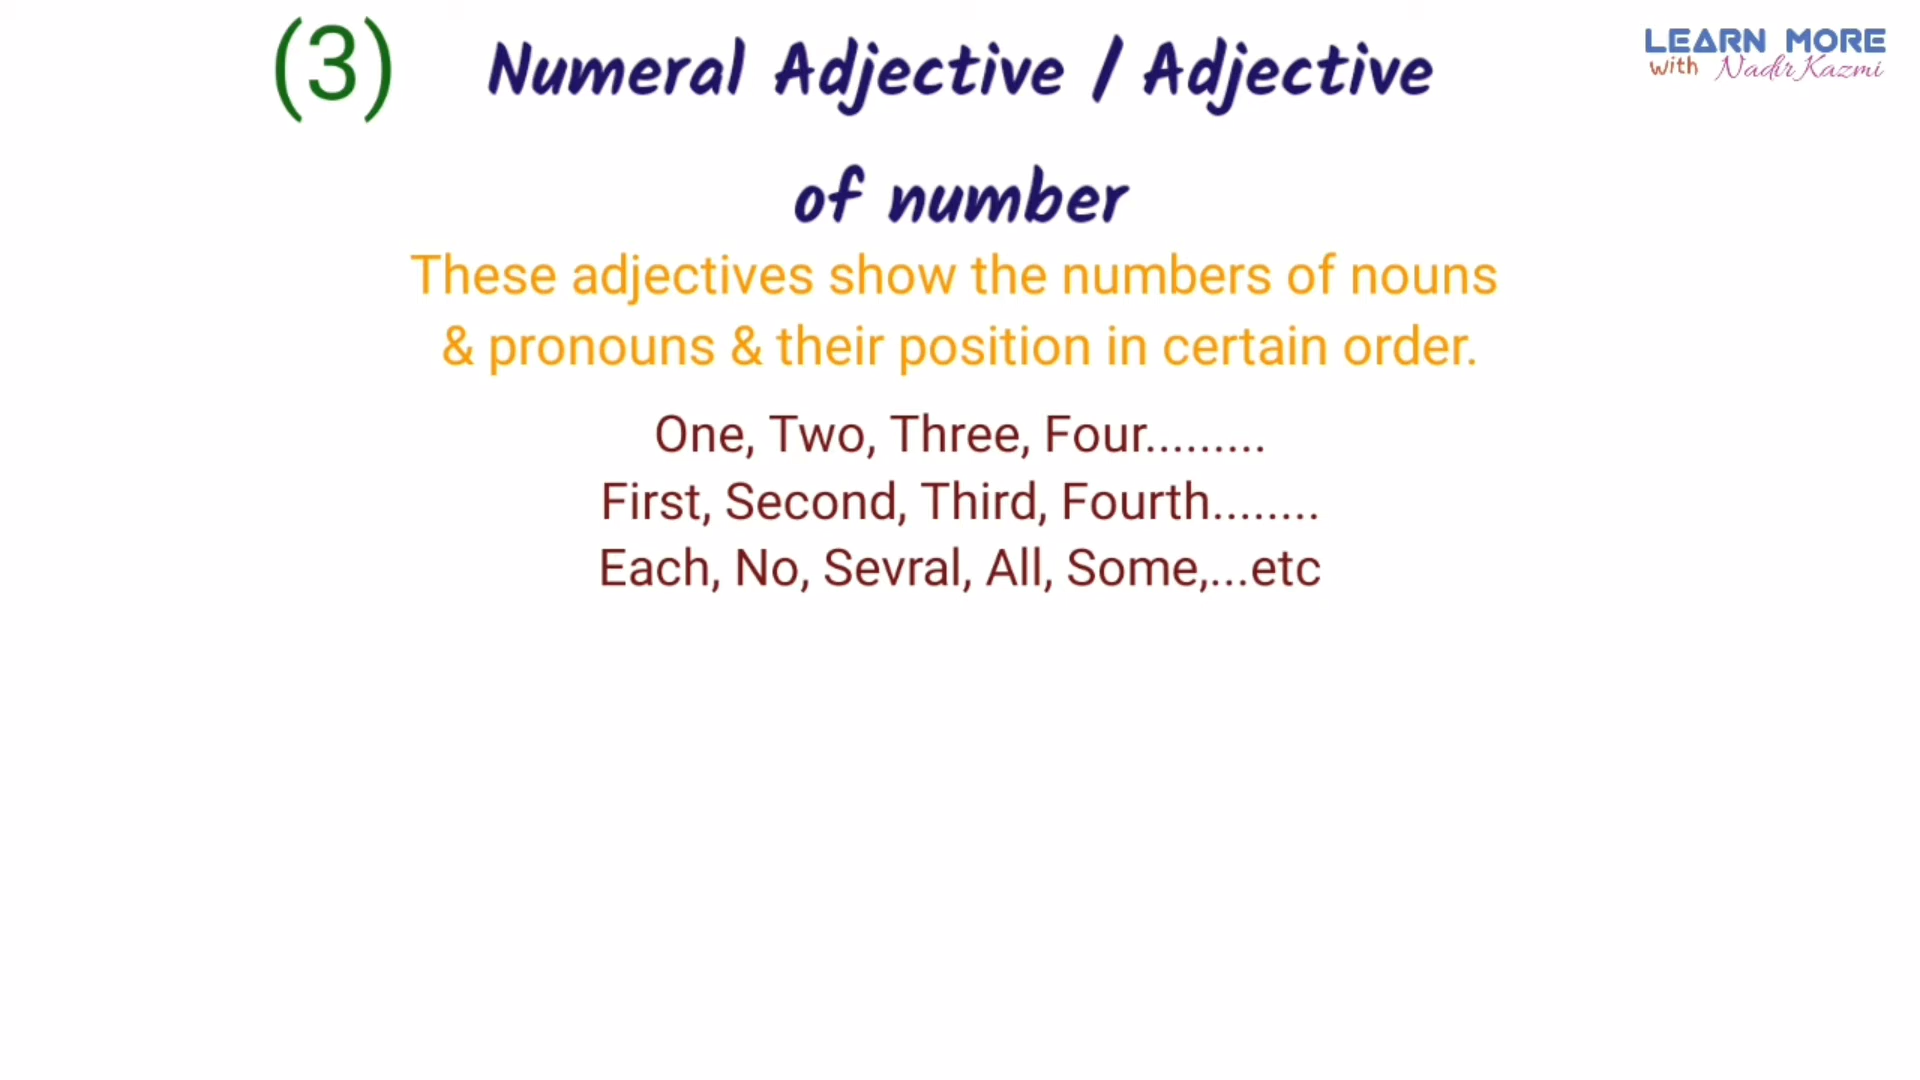 (3) Numeral Adjective / Adjective
of number
LEARN MORE
with Nadir Kazmi
These adjectives show the numbers of nouns
& pronouns & their position in certain order.
One, Two, Three, Four.........
First, Second, Third, Fourth........
Each, No, Sevral, All, Some,...etc